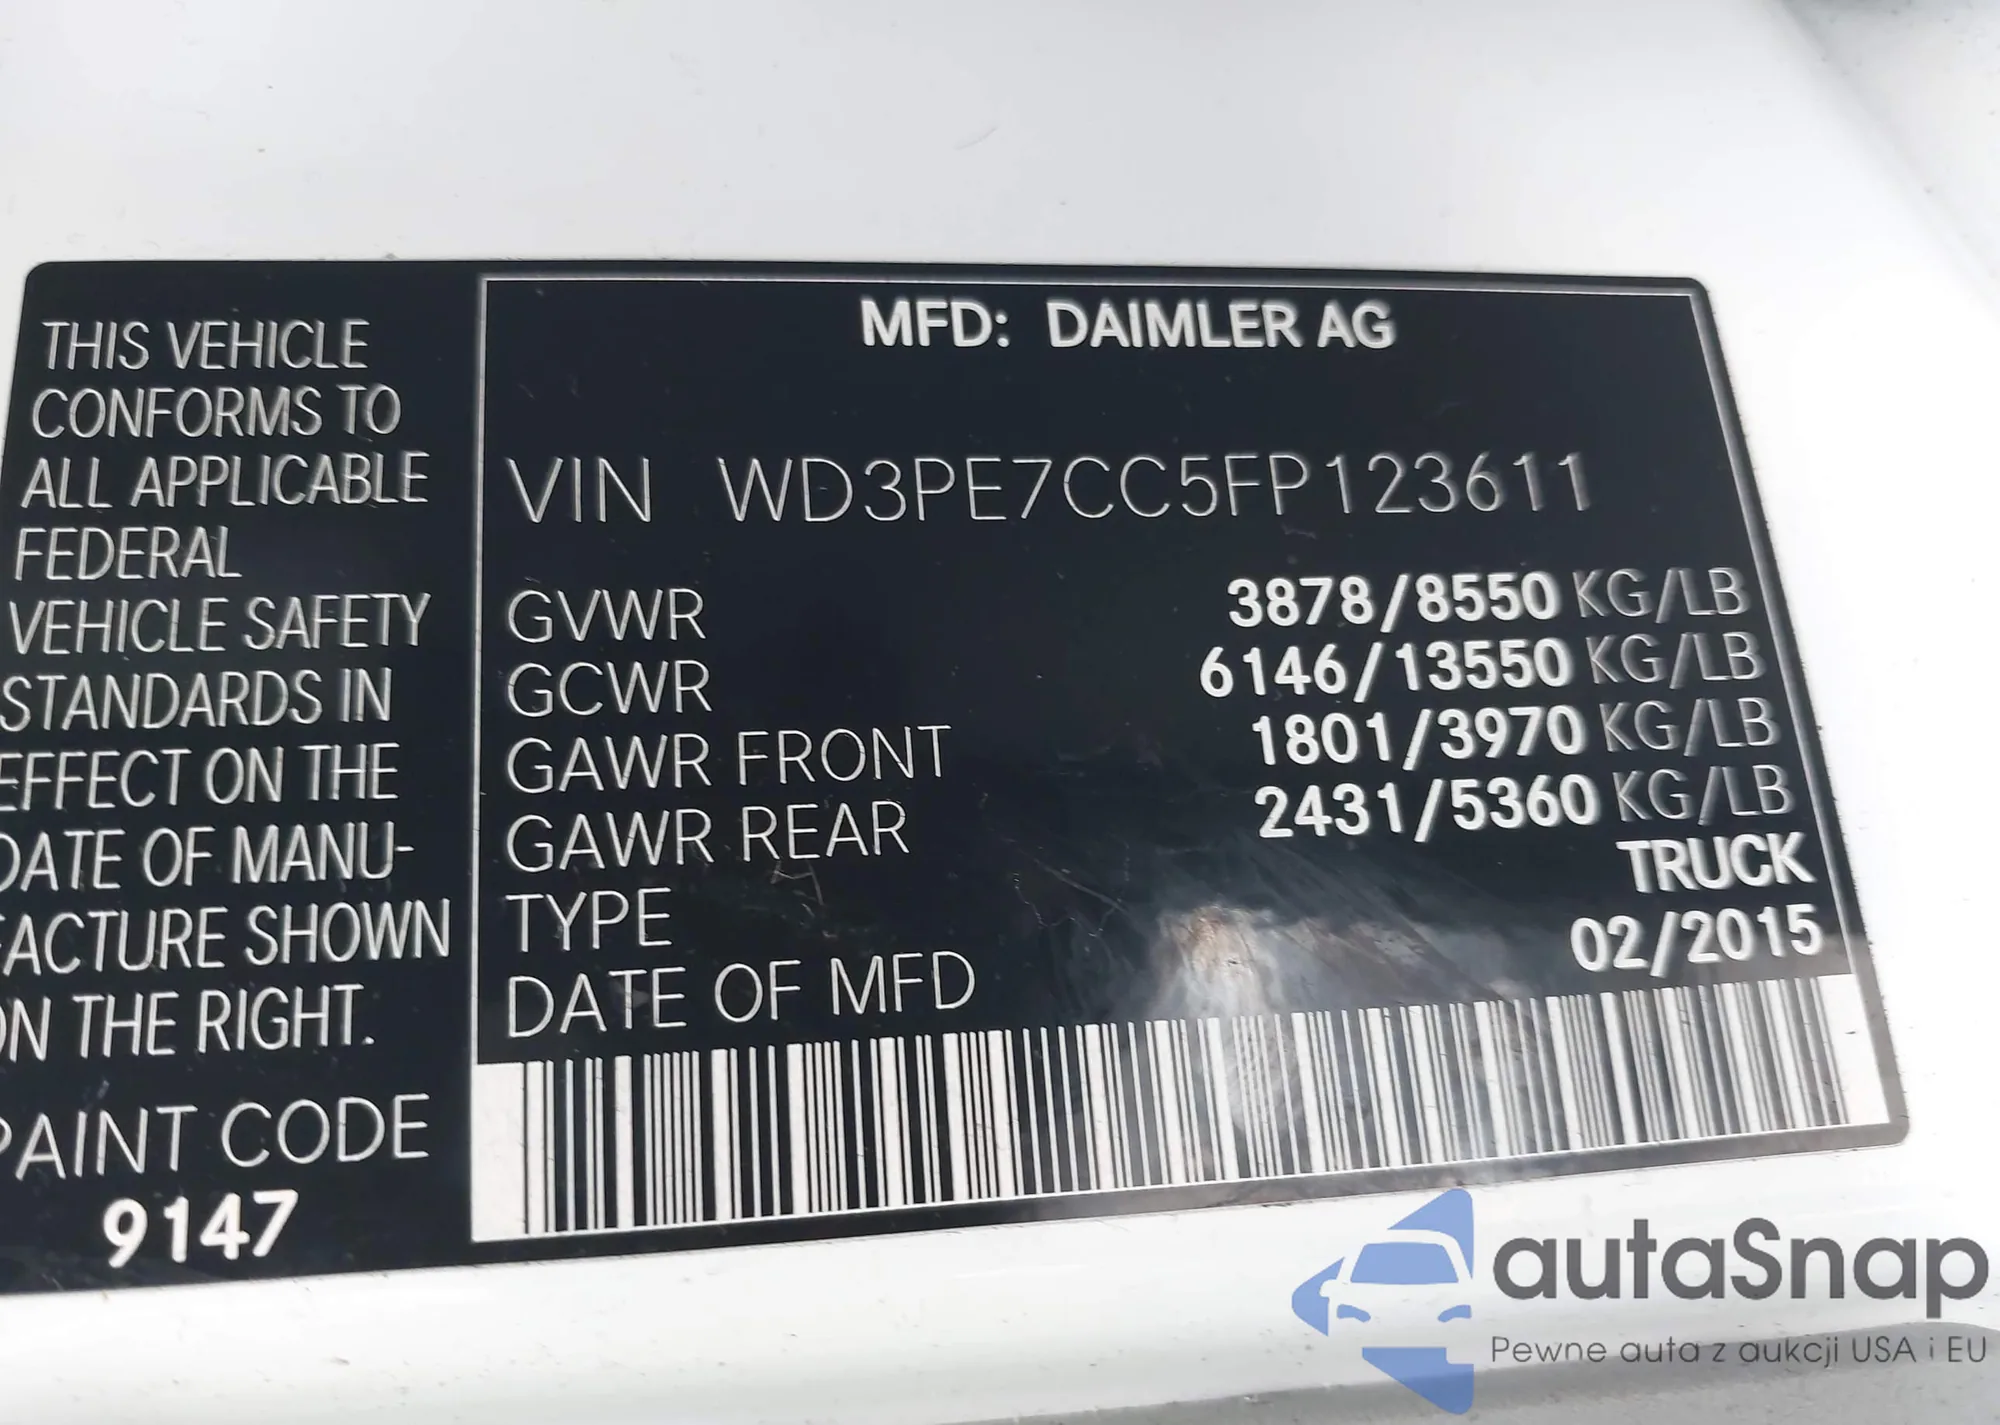 THIS VEHICLE
CONFORMS TO
ALL APPLICABLE
FEDERAL
VEHICLE SAFETY
STANDARDS IN
EFFECT ON THE
DATE OF MANU-
FACTURE SHOWN
ON THE RIGHT.
PAINT CODE
9147
MFD: DAIMLER AG
VIN WD3PE7CC5FP123611
GVWR 3878/8550 KG/LB
GCWR 6146/13550 KG/LB
GAWR FRONT 1801/3970 KG/LB
GAWR REAR 2431/5360 KG/LB
TYPE TRUCK
DATE OF MFD 02/2015
autaSnap
Pewne auta z aukcji USA i EU